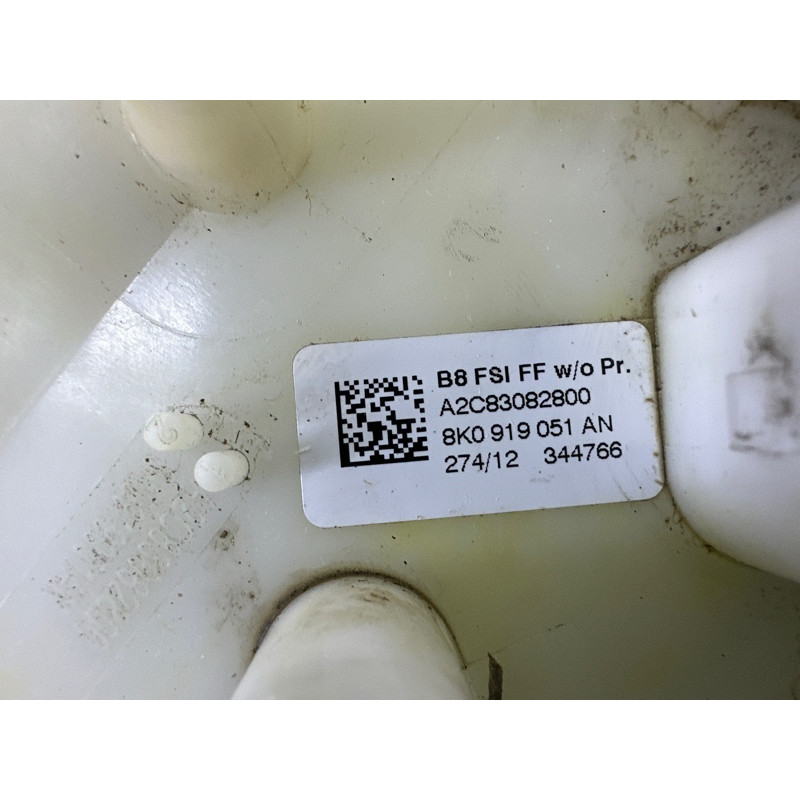 B8 FSI FF w/o Pr.
A2C83082800
8K0 919 051 AN
274/12 344766